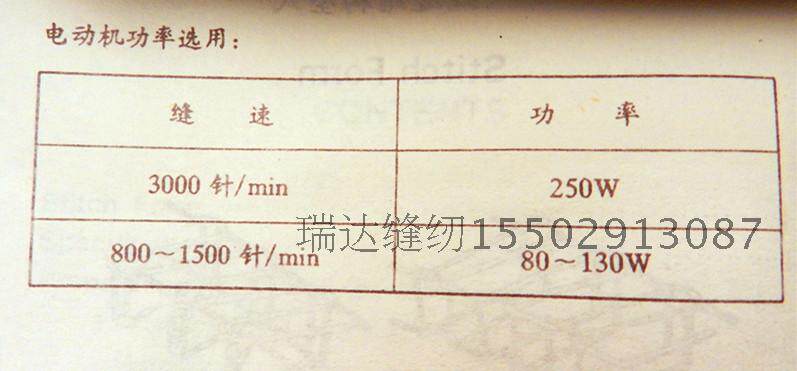 电动机功率选用：
缝 速 功 率
3000 针/min 250W
瑞达缝纫15502913087
800～1500 针/min 80～130W